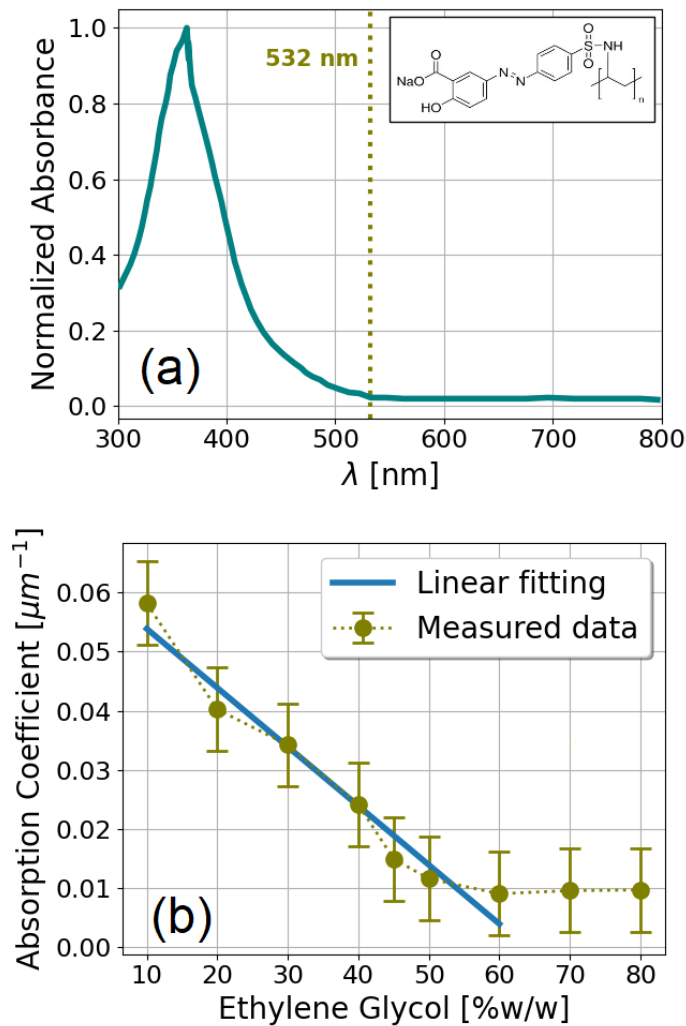 1.0
0.8
0.6
0.4
0.2
0.0
Normalized Absorbance
532 nm
O
NaO
HO
N
N
O
S
O
NH
n
(a)
300 400 500 600 700 800
λ [nm]
Absorption Coefficient [μm⁻¹]
0.06
0.05
0.04
0.03
0.02
0.01
0.00
Linear fitting
Measured data
(b)
10 20 30 40 50 60 70 80
Ethylene Glycol [%w/w]